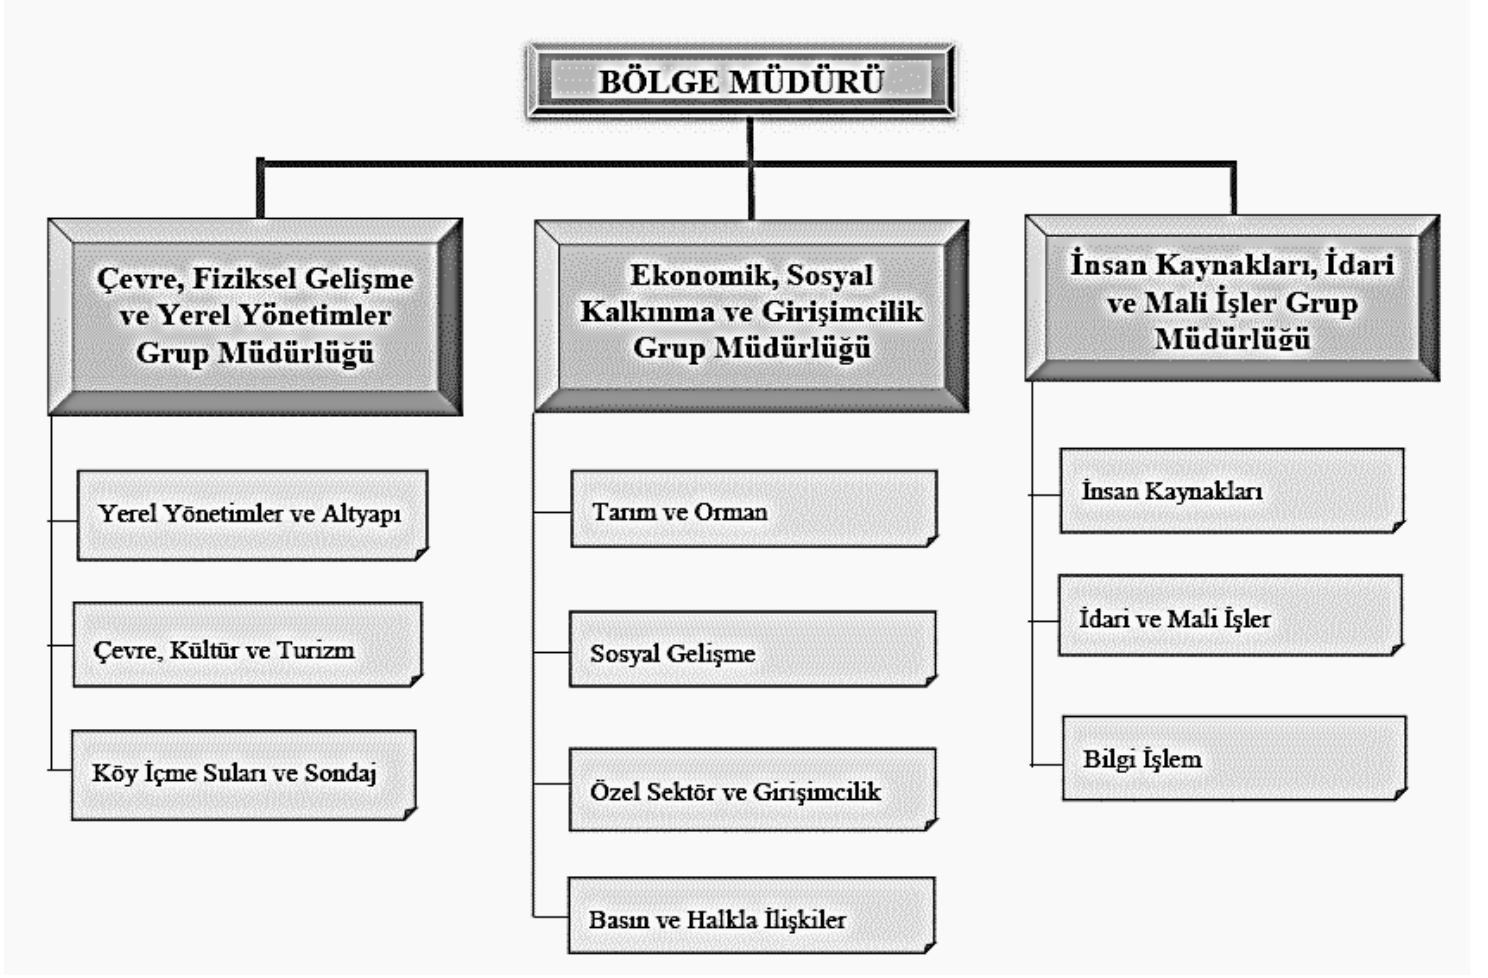 BÖLGE MÜDÜRÜ
Çevre, Fiziksel Gelişme
ve Yerel Yönetimler
Grup Müdürlüğü
Yerel Yönetimler ve Altyapı
Çevre, Kültür ve Turizm
Köy İçme Suları ve Sondaj
Ekonomik, Sosyal
Kalkınma ve Girişimcilik
Grup Müdürlüğü
Tarım ve Orman
Sosyal Gelişme
Özel Sektör ve Girişimcilik
Basın ve Halkla İlişkiler
İnsan Kaynakları, İdari
ve Mali İşler Grup
Müdürlüğü
İnsan Kaynakları
İdari ve Mali İşler
Bilgi İşlem